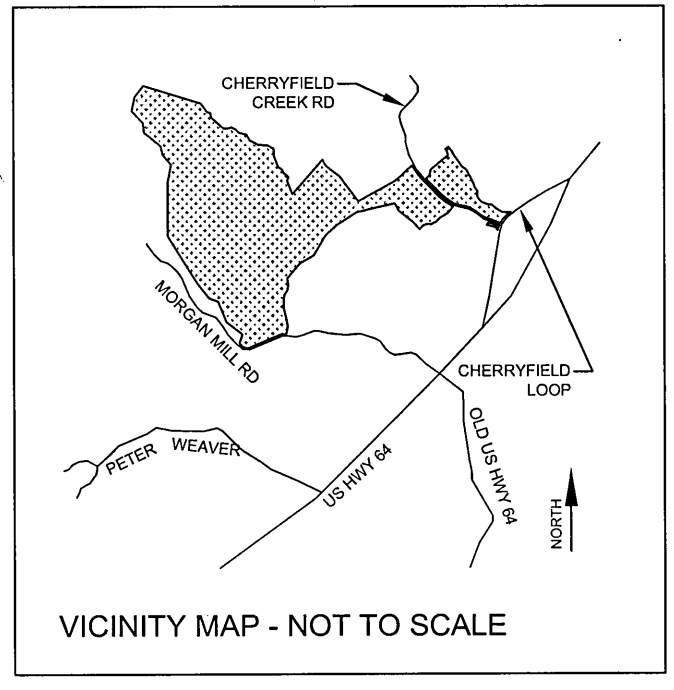 CHERRYFIELD
CREEK RD
MORGAN MILL RD
CHERRYFIELD
LOOP
PETER WEAVER
US HWY 64
OLD US HWY 64
NORTH
VICINITY MAP - NOT TO SCALE